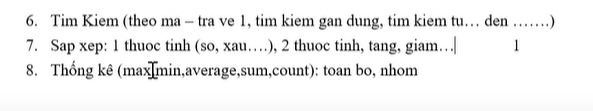 6. Tim Kiem (theo ma – tra ve 1, tim kiem gan dung, tim kiem tu… den …….)
7. Sap xep: 1 thuoc tinh (so, xau….), 2 thuoc tinh, tang, giam… 1
8. Thống kê (max,min,average,sum,count): toan bo, nhom